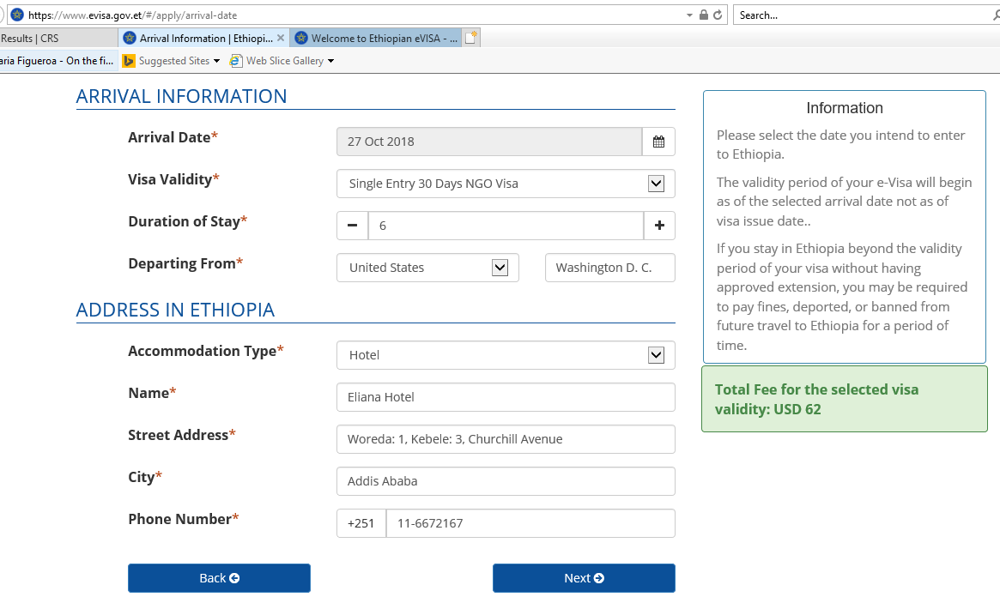 https://www.evisa.gov.et/#/apply/arrival-date
Search...
Results | CRS
Arrival Information | Ethiopi...
Welcome to Ethiopian eVISA - ...
aria Figueroa - On the fi...
Suggested Sites
Web Slice Gallery
ARRIVAL INFORMATION
Arrival Date*
27 Oct 2018
Visa Validity*
Single Entry 30 Days NGO Visa
Duration of Stay*
6
Departing From*
United States
Washington D. C.
ADDRESS IN ETHIOPIA
Accommodation Type*
Hotel
Name*
Eliana Hotel
Street Address*
Woreda: 1, Kebele: 3, Churchill Avenue
City*
Addis Ababa
Phone Number*
+251
11-6672167
Back
Next
Information
Please select the date you intend to enter
to Ethiopia.
The validity period of your e-Visa will begin
as of the selected arrival date not as of
visa issue date..
If you stay in Ethiopia beyond the validity
period of your visa without having
approved extension, you may be required
to pay fines, deported, or banned from
future travel to Ethiopia for a period of
time.
Total Fee for the selected visa
validity: USD 62